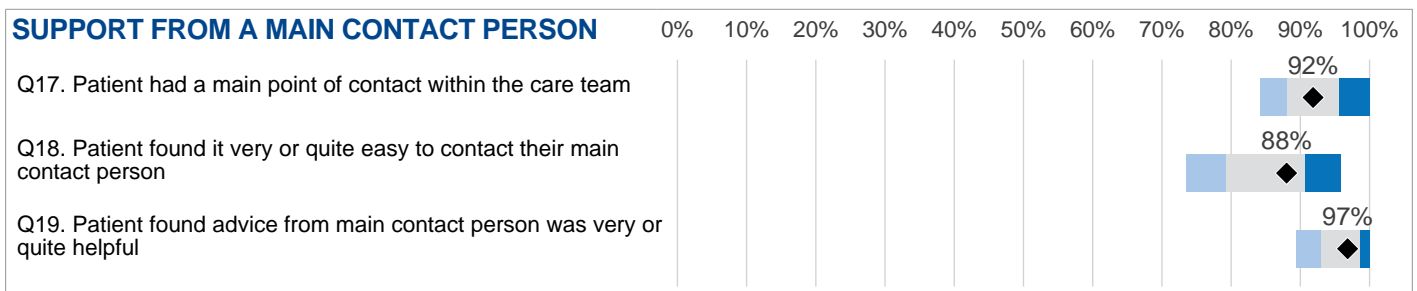 SUPPORT FROM A MAIN CONTACT PERSON 0% 10% 20% 30% 40% 50% 60% 70% 80% 90% 100%
Q17. Patient had a main point of contact within the care team 92%
Q18. Patient found it very or quite easy to contact their main
contact person
88%
Q19. Patient found advice from main contact person was very or
quite helpful
97%